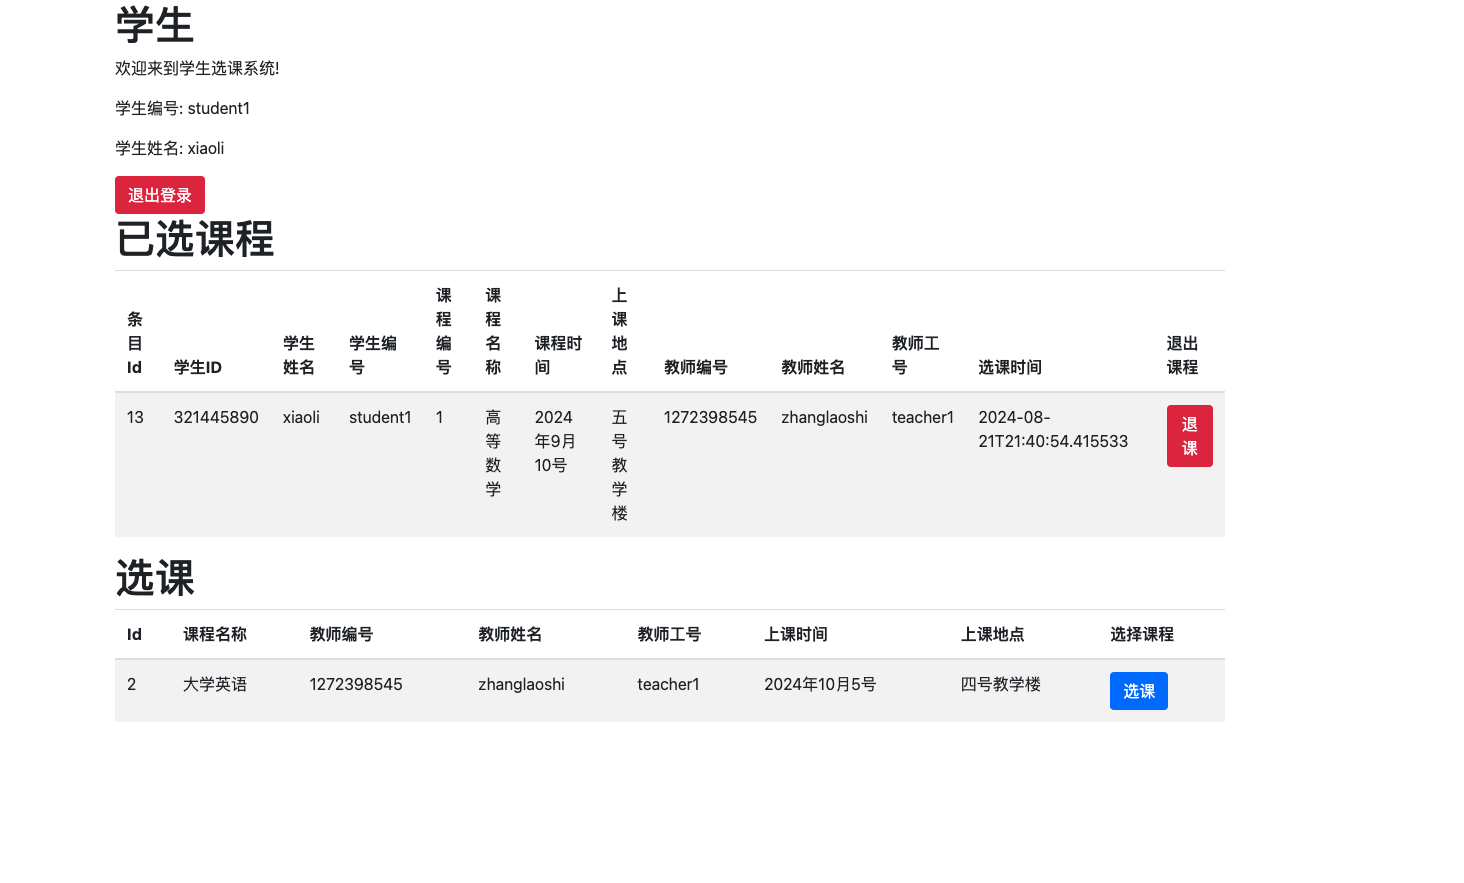 学生
欢迎来到学生选课系统!
学生编号: student1
学生姓名: xiaoli
退出登录
已选课程
条目Id 学生ID 学生姓名 学生编号 课程编号 课程名称 课程时间 上课地点 教师编号 教师姓名 教师工号 选课时间 退出课程
13 321445890 xiaoli student1 1 高等数学 2024年9月10号 五号教学楼 1272398545 zhanglaoshi teacher1 2024-08-21T21:40:54.415533 退课
选课
Id 课程名称 教师编号 教师姓名 教师工号 上课时间 上课地点 选择课程
2 大学英语 1272398545 zhanglaoshi teacher1 2024年10月5号 四号教学楼 选课